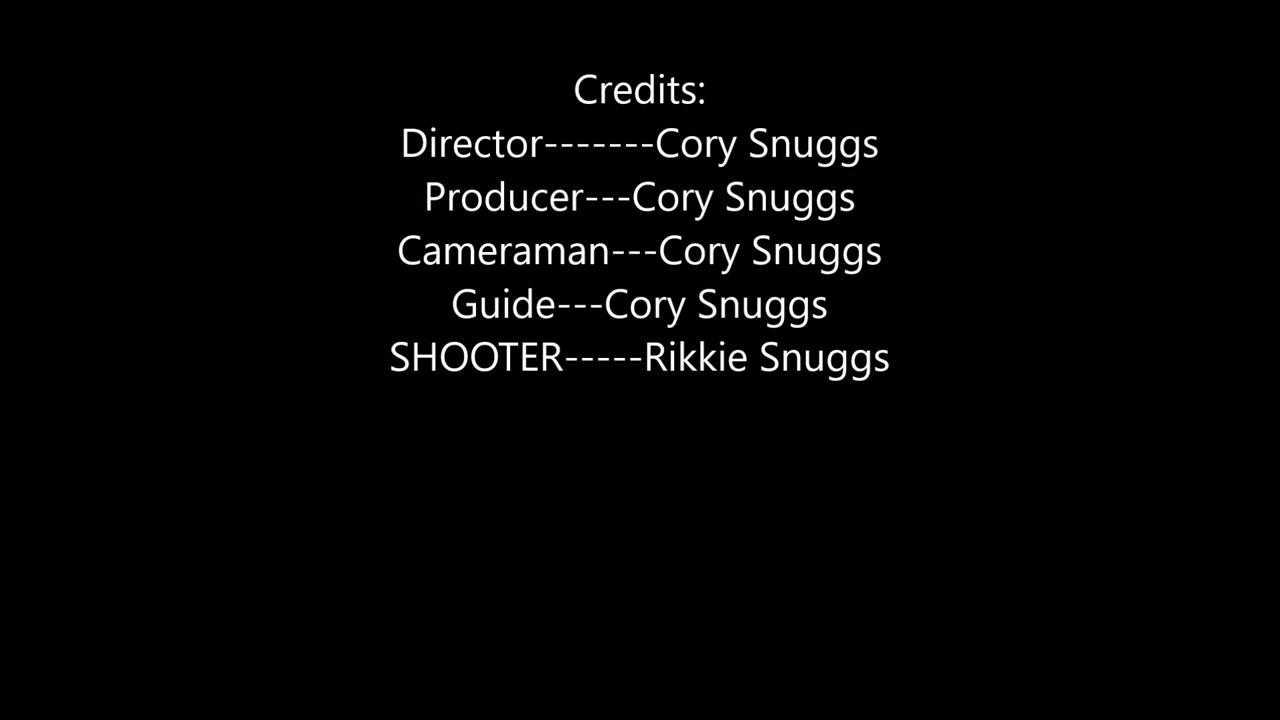 Credits:
Director-------Cory Snuggs
Producer---Cory Snuggs
Cameraman---Cory Snuggs
Guide---Cory Snuggs
SHOOTER-----Rikkie Snuggs